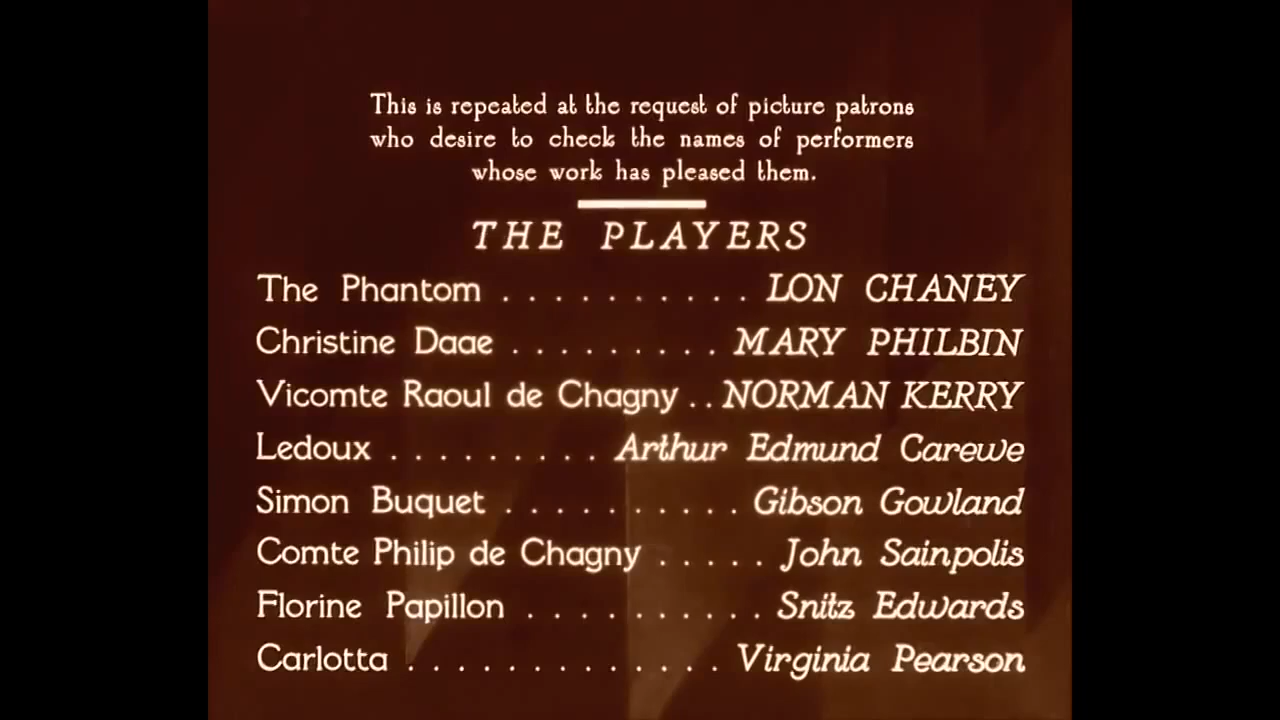 This is repeated at the request of picture patrons
who desire to check the names of performers
whose work has pleased them.
THE PLAYERS
The Phantom . . . . . . . . . . LON CHANEY
Christine Daae . . . . . . . . . MARY PHILBIN
Vicomte Raoul de Chagny . . NORMAN KERRY
Ledoux . . . . . . . . . Arthur Edmund Carewe
Simon Buquet . . . . . . . . . . Gibson Gowland
Comte Philip de Chagny . . . . . John Sainpolis
Florine Papillon . . . . . . . . . . Snitz Edwards
Carlotta . . . . . . . . . . . . . Virginia Pearson